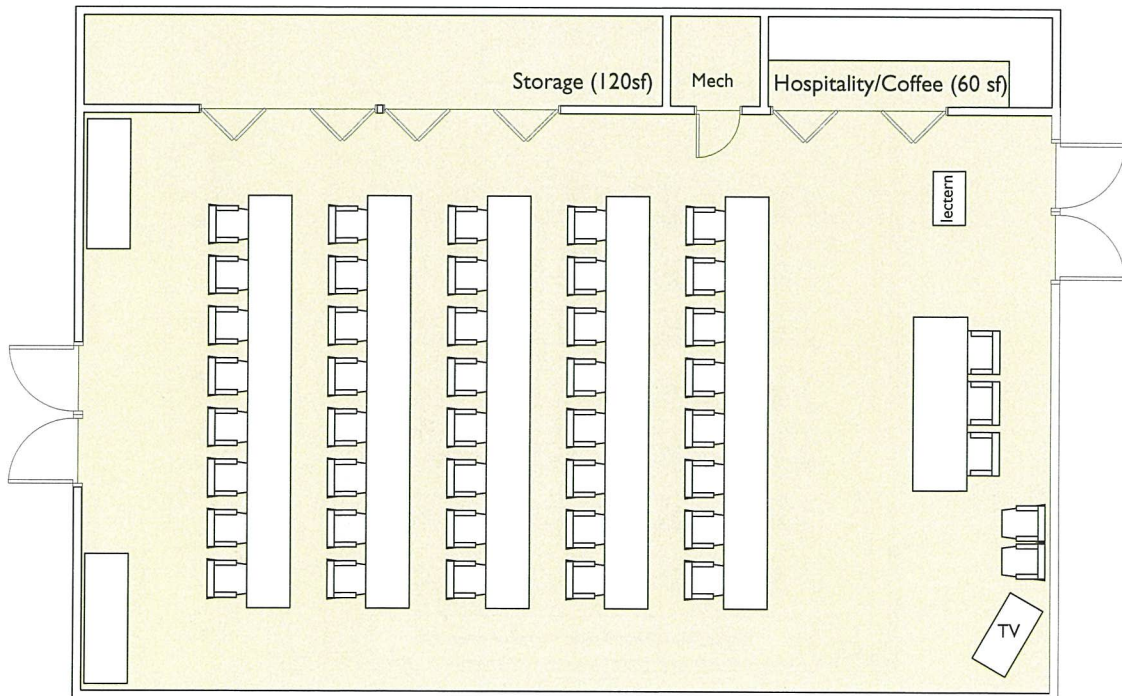 Storage (120sf)
Mech
Hospitality/Coffee (60 sf)
lectern
TV